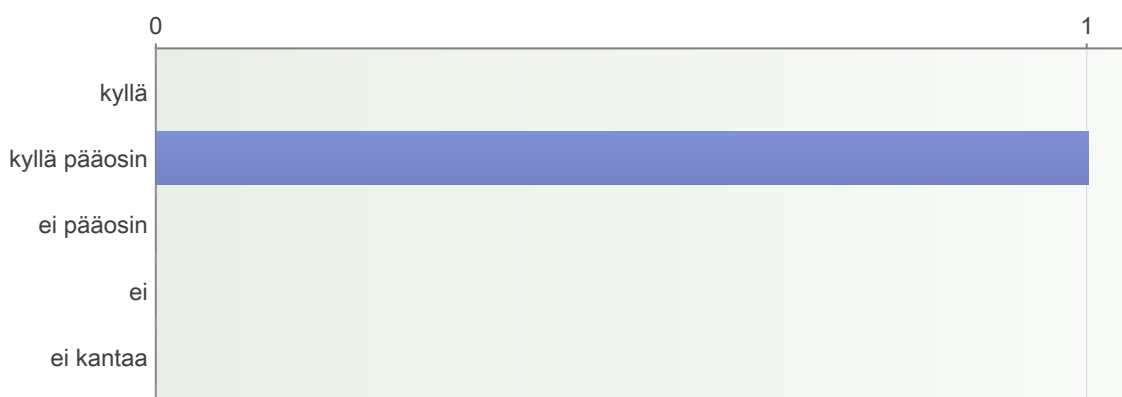 0 1
kyllä
kyllä pääosin
ei pääosin
ei
ei kantaa